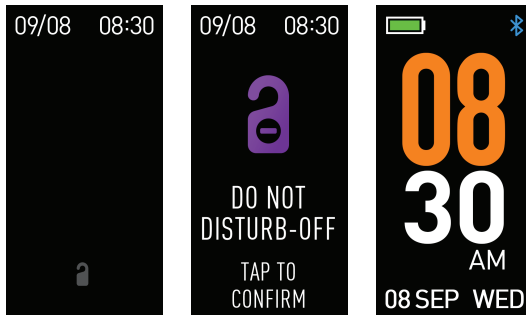 09/08 08:30
09/08 08:30
DO NOT
DISTURB-OFF
TAP TO
CONFIRM
08
30
AM
08 SEP WED